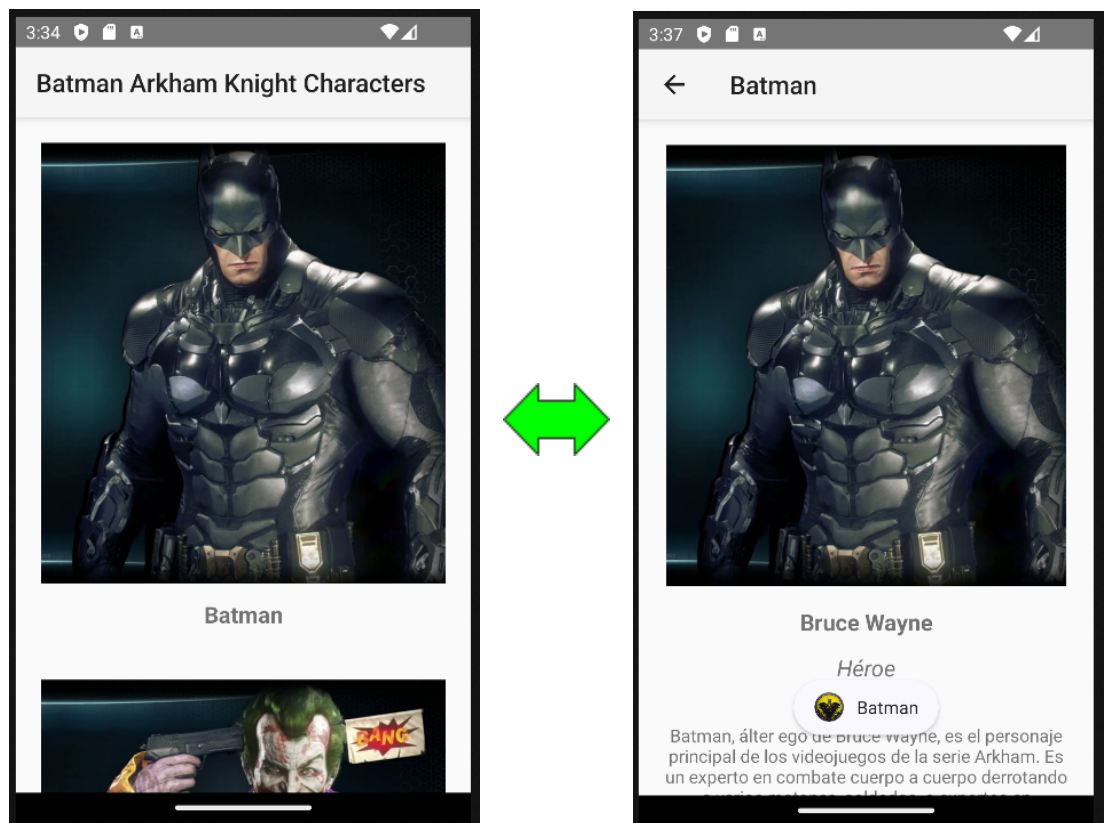 3:34
Batman Arkham Knight Characters
Batman
BANG
3:37
Batman
Bruce Wayne
Héroe
Batman
Batman, álter ego de Bruce Wayne, es el personaje
principal de los videojuegos de la serie Arkham. Es
un experto en combate cuerpo a cuerpo derrotando